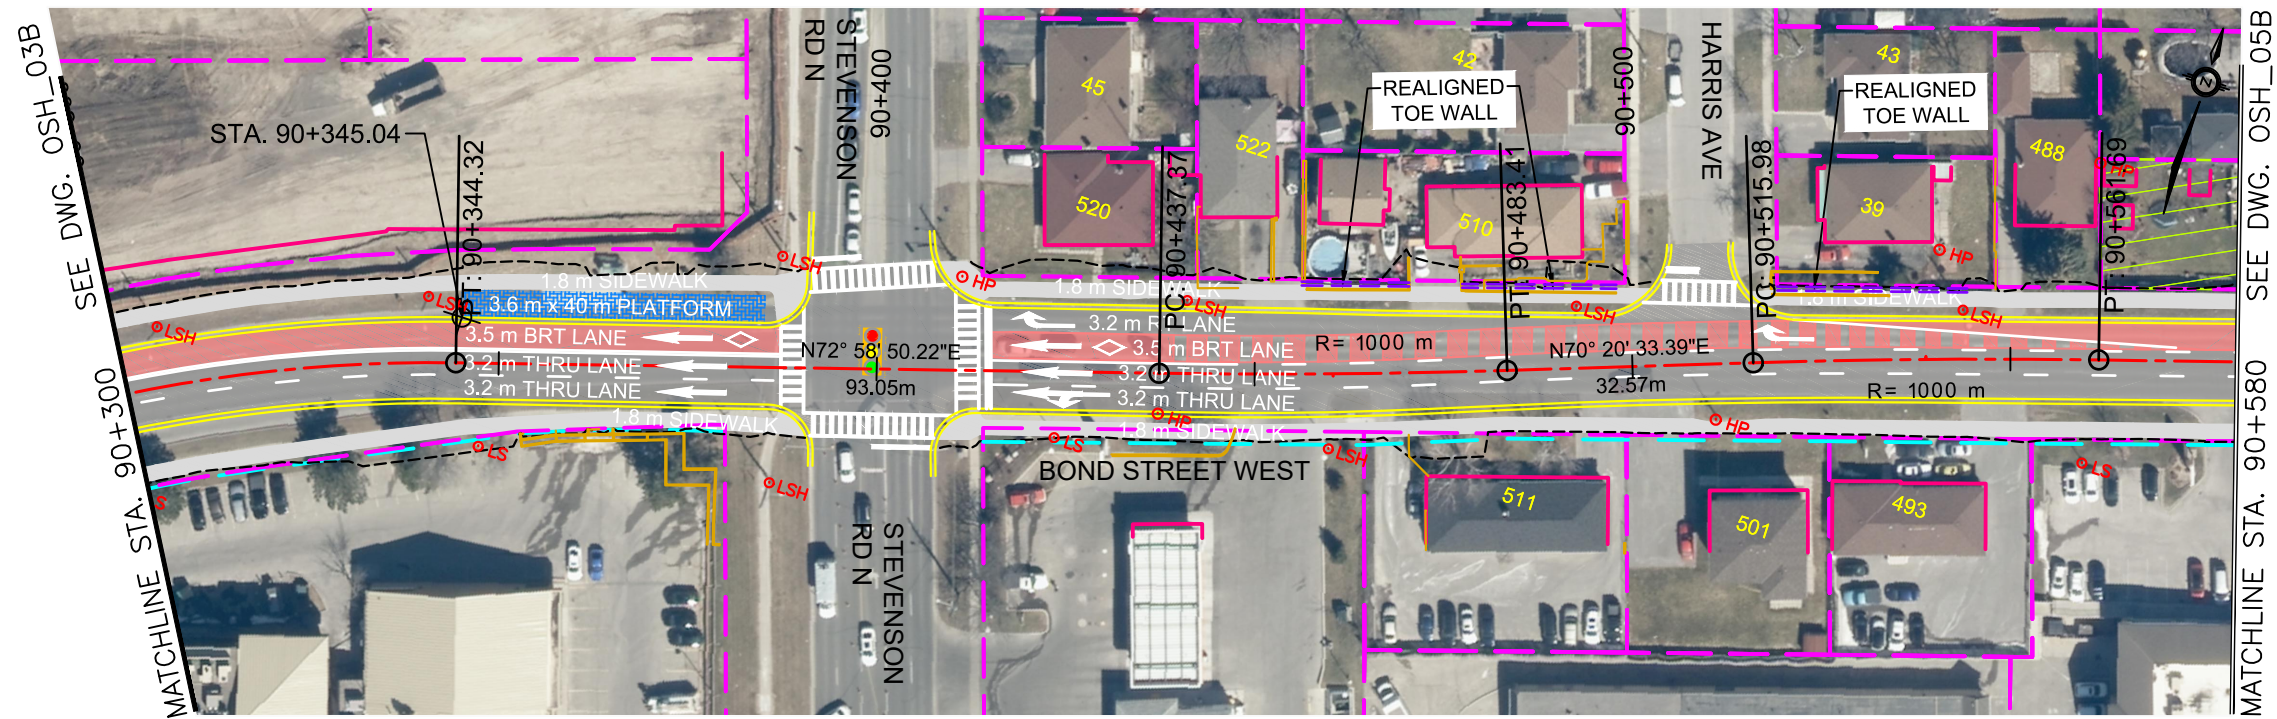 SEE DWG. OSH_03B
MATCHLINE STA. 90+300
STA. 90+345.04
PT: 90+344.32
STEVENSON
RD N
90+400
45
42
REALIGNED
TOE WALL
90+500
HARRIS AVE
43
REALIGNED
TOE WALL
488
522
520
510
39
PC: 90+437.37
PT: 90+483.41
PC: 90+515.98
PT: 90+561.69
HP
N
SEE DWG. OSH_05B
MATCHLINE STA. 90+580
LSH
HP
HP
1.8 m SIDEWALK
1.8 m SIDEWALK
1.8 m SIDEWALK
LSH
LSH
LSH
LSH
LSH
3.6 m x 40 m PLATFORM
3.5 m BRT LANE
3.2 m THRU LANE
3.2 m THRU LANE
1.8 m SIDEWALK
N72° 58' 50.22"E
93.05m
3.2 m RT LANE
3.5 m BRT LANE
3.2 m THRU LANE
3.2 m THRU LANE
R= 1000 m
N70° 20' 33.39"E
32.57m
R= 1000 m
HP
HP
1.8 m SIDEWALK
LS
LS
LSH
LSH
LS
LS
BOND STREET WEST
511
501
493
STEVENSON
RD N